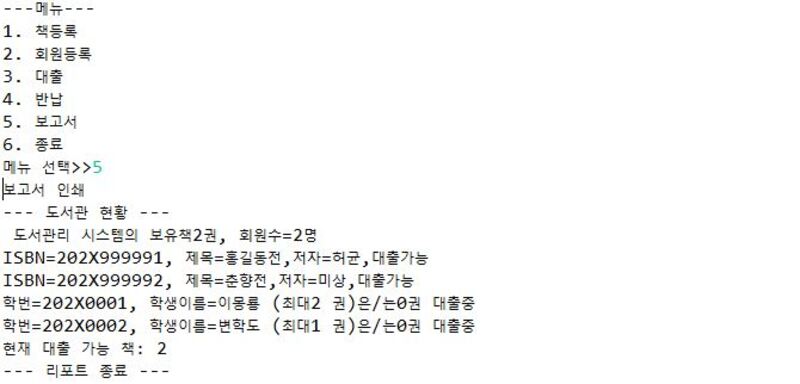 ---메뉴---
1. 책등록
2. 회원등록
3. 대출
4. 반납
5. 보고서
6. 종료
메뉴 선택>>5
보고서 인쇄
--- 도서관 현황 ---
 도서관리 시스템의 보유책2권, 회원수=2명
ISBN=202X999991, 제목=홍길동전,저자=허균,대출가능
ISBN=202X999992, 제목=춘향전,저자=미상,대출가능
학번=202X0001, 학생이름=이몽룡 (최대2 권)은/는0권 대출중
학번=202X0002, 학생이름=변학도 (최대1 권)은/는0권 대출중
현재 대출 가능 책: 2
--- 리포트 종료 ---